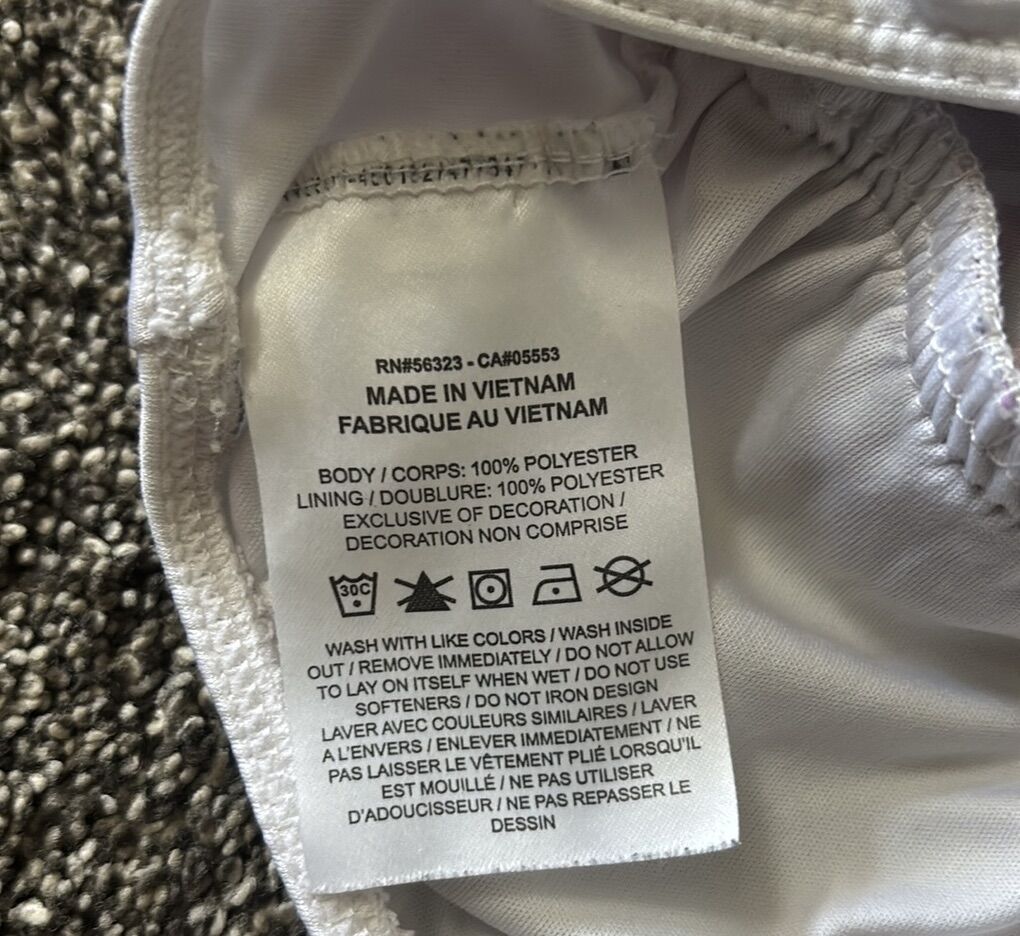 RN#56323 - CA#05553
MADE IN VIETNAM
FABRIQUE AU VIETNAM
BODY / CORPS: 100% POLYESTER
LINING / DOUBLURE: 100% POLYESTER
EXCLUSIVE OF DECORATION /
DECORATION NON COMPRISE
30C
WASH WITH LIKE COLORS / WASH INSIDE
OUT / REMOVE IMMEDIATELY / DO NOT ALLOW
TO LAY ON ITSELF WHEN WET / DO NOT USE
SOFTENERS / DO NOT IRON DESIGN
LAVER AVEC COULEURS SIMILAIRES / LAVER
A L'ENVERS / ENLEVER IMMEDIATEMENT / NE
PAS LAISSER LE VÊTEMENT PLIÉ LORSQU'IL
EST MOUILLÉ / NE PAS UTILISER
D'ADOUCISSEUR / NE PAS REPASSER LE
DESSIN